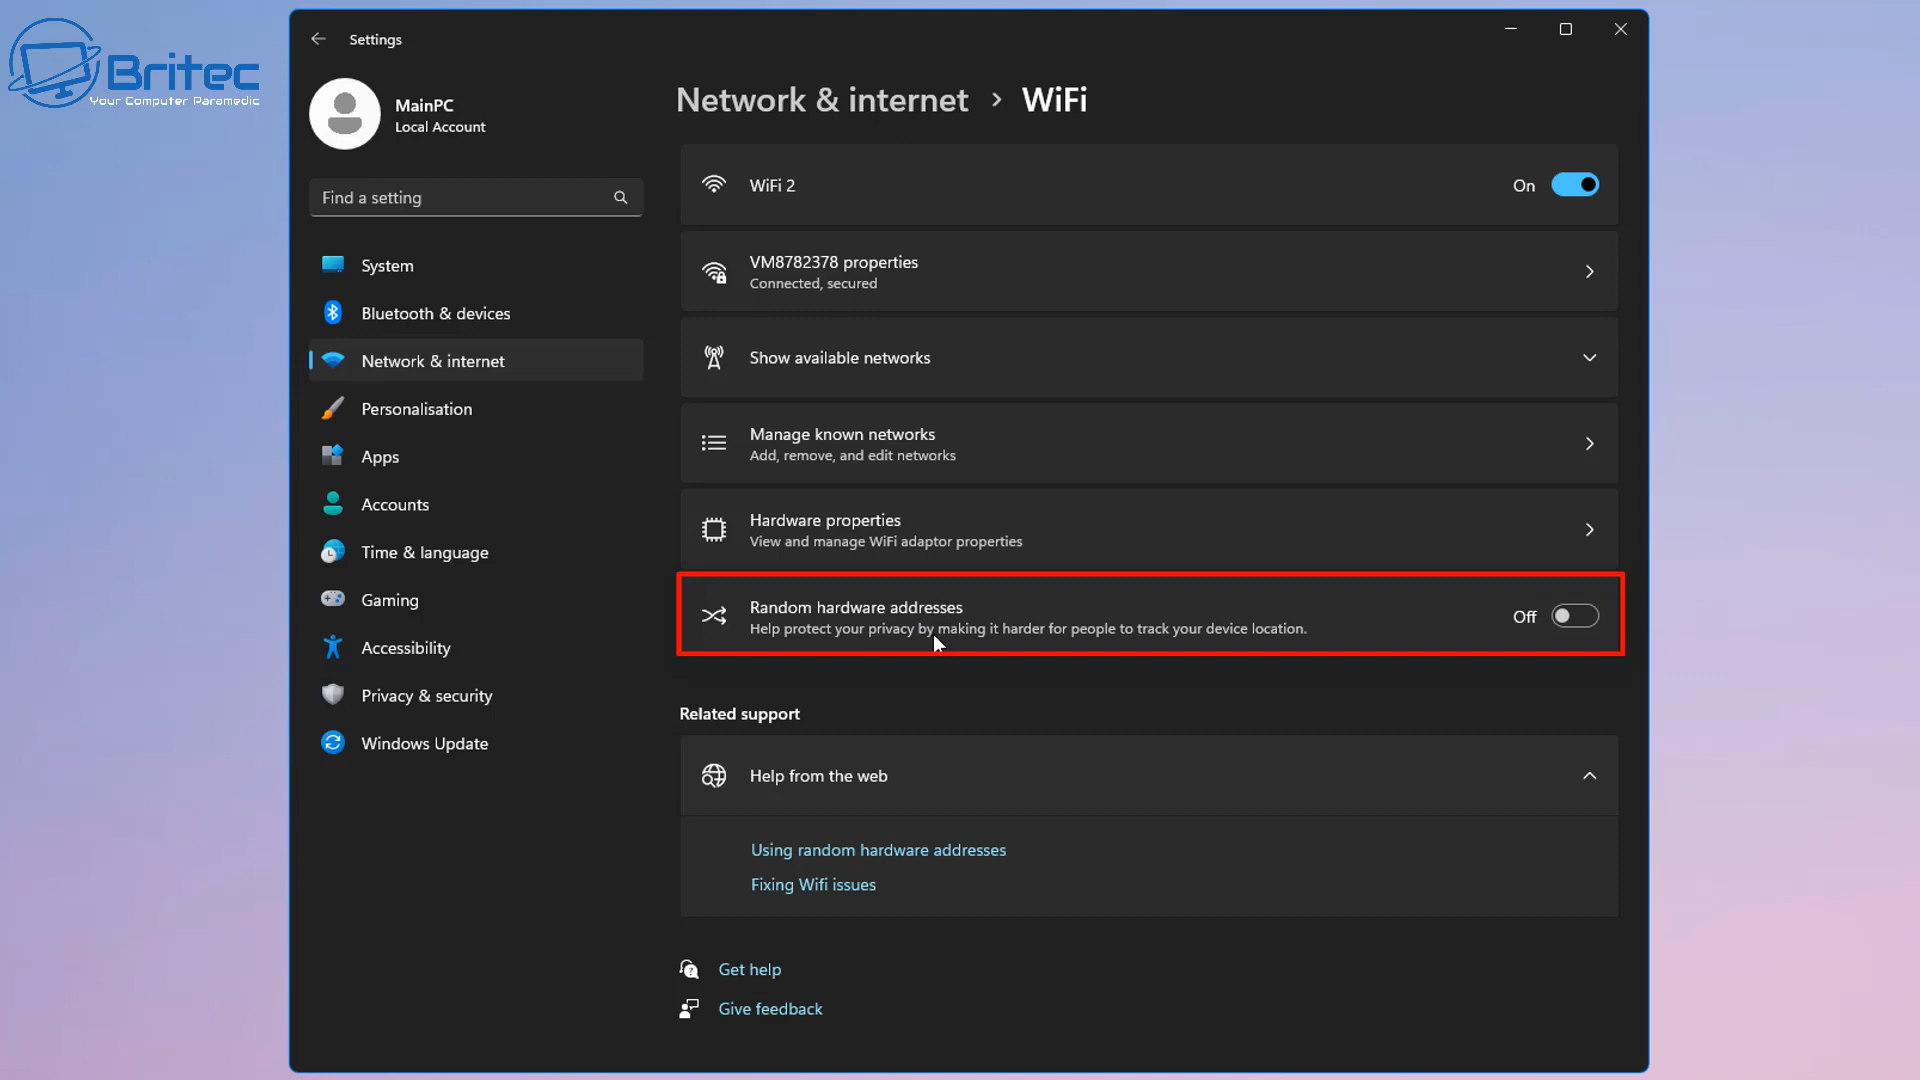 Britec
Your Computer Paramedic
Settings
MainPC
Local Account
Find a setting
System
Bluetooth & devices
Network & internet
Personalisation
Apps
Accounts
Time & language
Gaming
Accessibility
Privacy & security
Windows Update
Network & internet > WiFi
WiFi 2
On
VM8782378 properties
Connected, secured
Show available networks
Manage known networks
Add, remove, and edit networks
Hardware properties
View and manage WiFi adaptor properties
Random hardware addresses
Help protect your privacy by making it harder for people to track your device location.
Off
Related support
Help from the web
Using random hardware addresses
Fixing Wifi issues
Get help
Give feedback